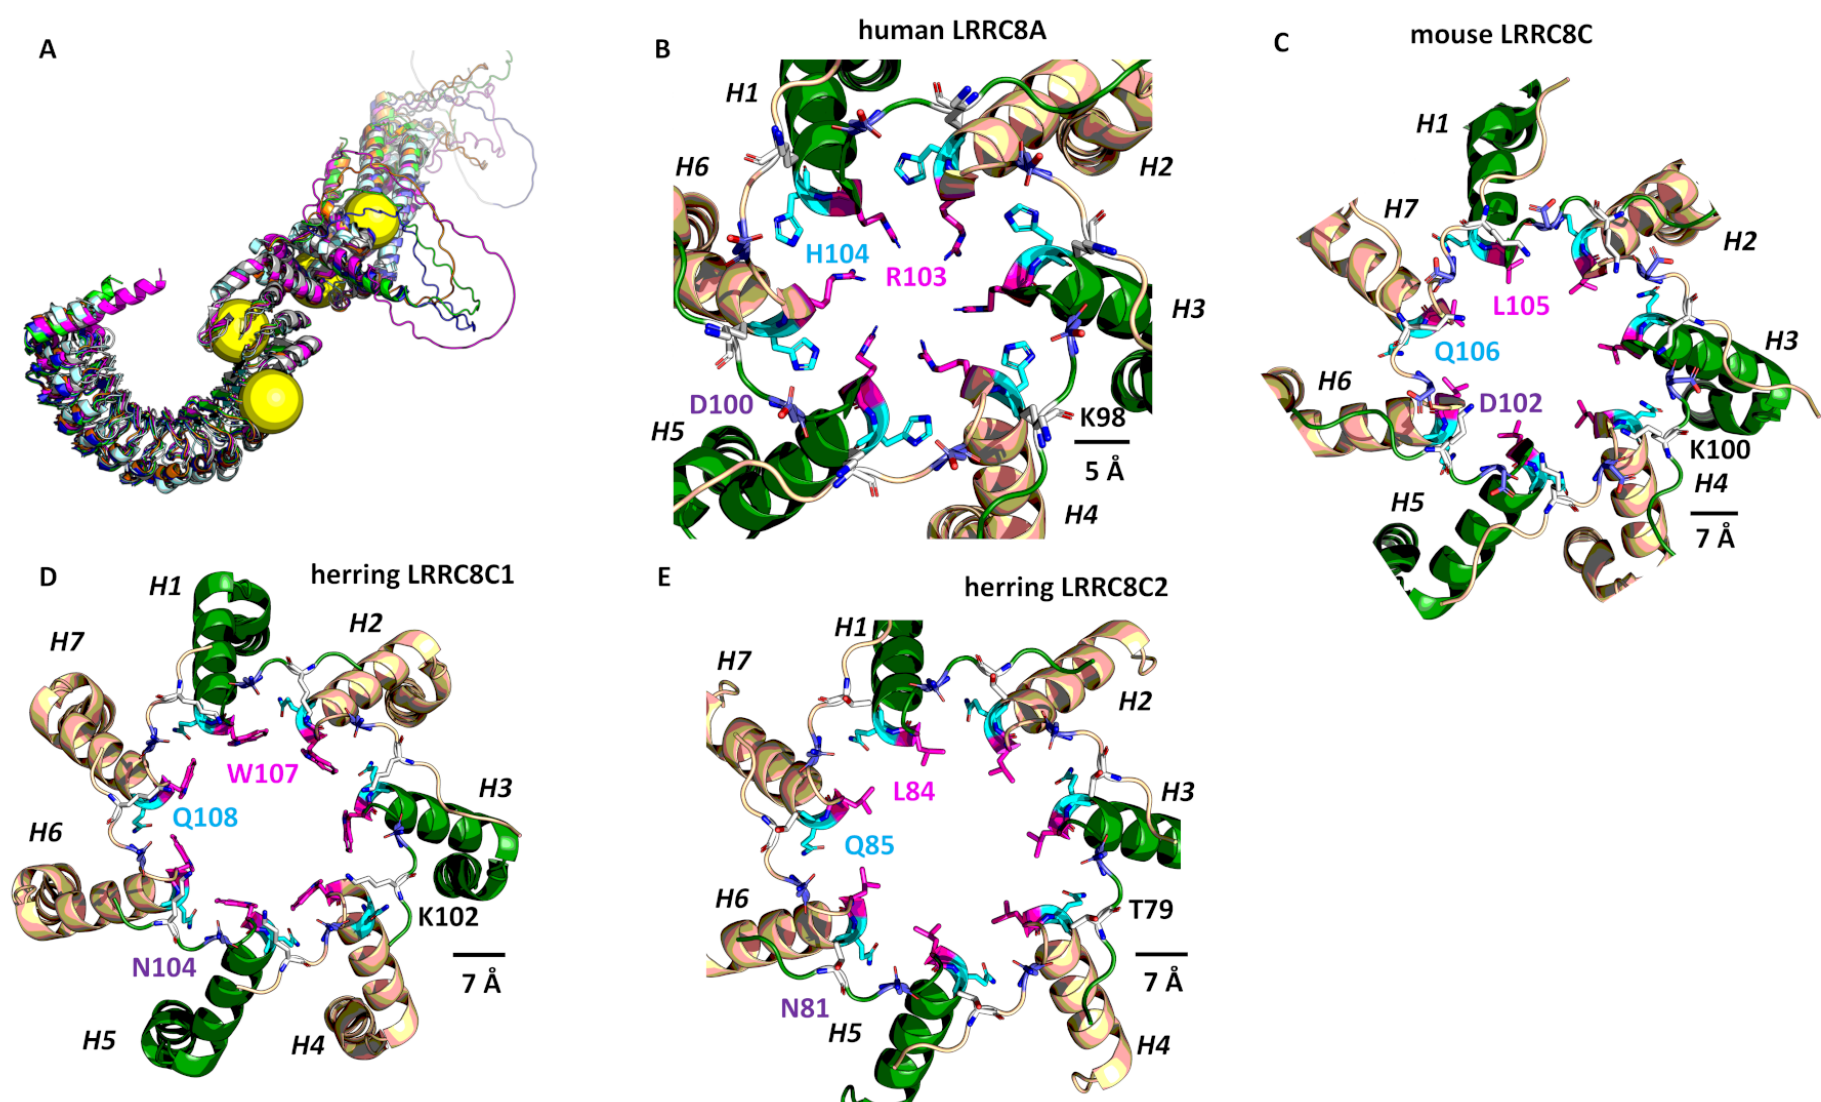 A
B
human LRRC8A
H1
H2
H6
H104
R103
H3
D100
H5
K98
5 Å
H4
C
mouse LRRC8C
H1
H7
H2
L105
Q106
H3
H6
D102
K100
H5
H4
7 Å
D
herring LRRC8C1
H1
H2
H7
W107
H3
Q108
H6
K102
N104
7 Å
H5
H4
E
herring LRRC8C2
H1
H7
H2
L84
H3
Q85
H6
T79
7 Å
N81
H5
H4